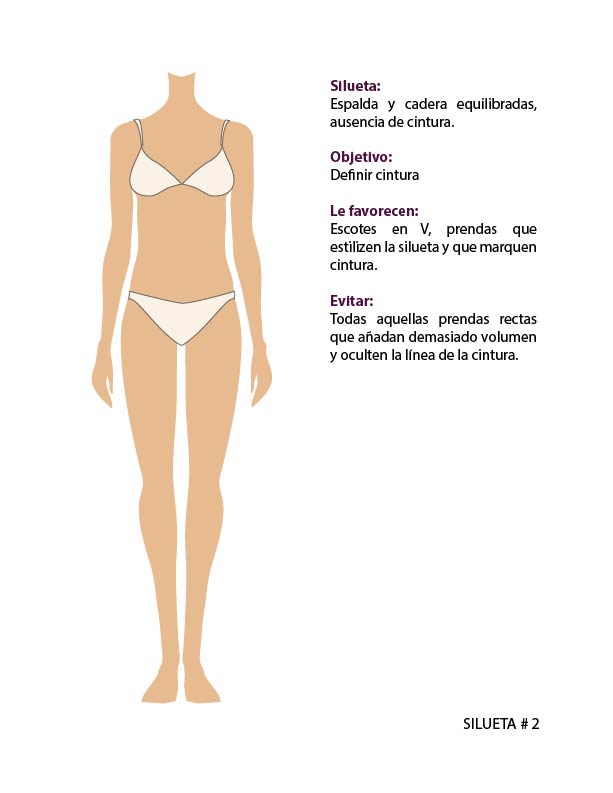 Silueta:
Espalda y cadera equilibradas,
ausencia de cintura.
Objetivo:
Definir cintura
Le favorecen:
Escotes en V, prendas que
estilizen la silueta y que marquen
cintura.
Evitar:
Todas aquellas prendas rectas
que añadan demasiado volumen
y oculten la línea de la cintura.
SILUETA # 2